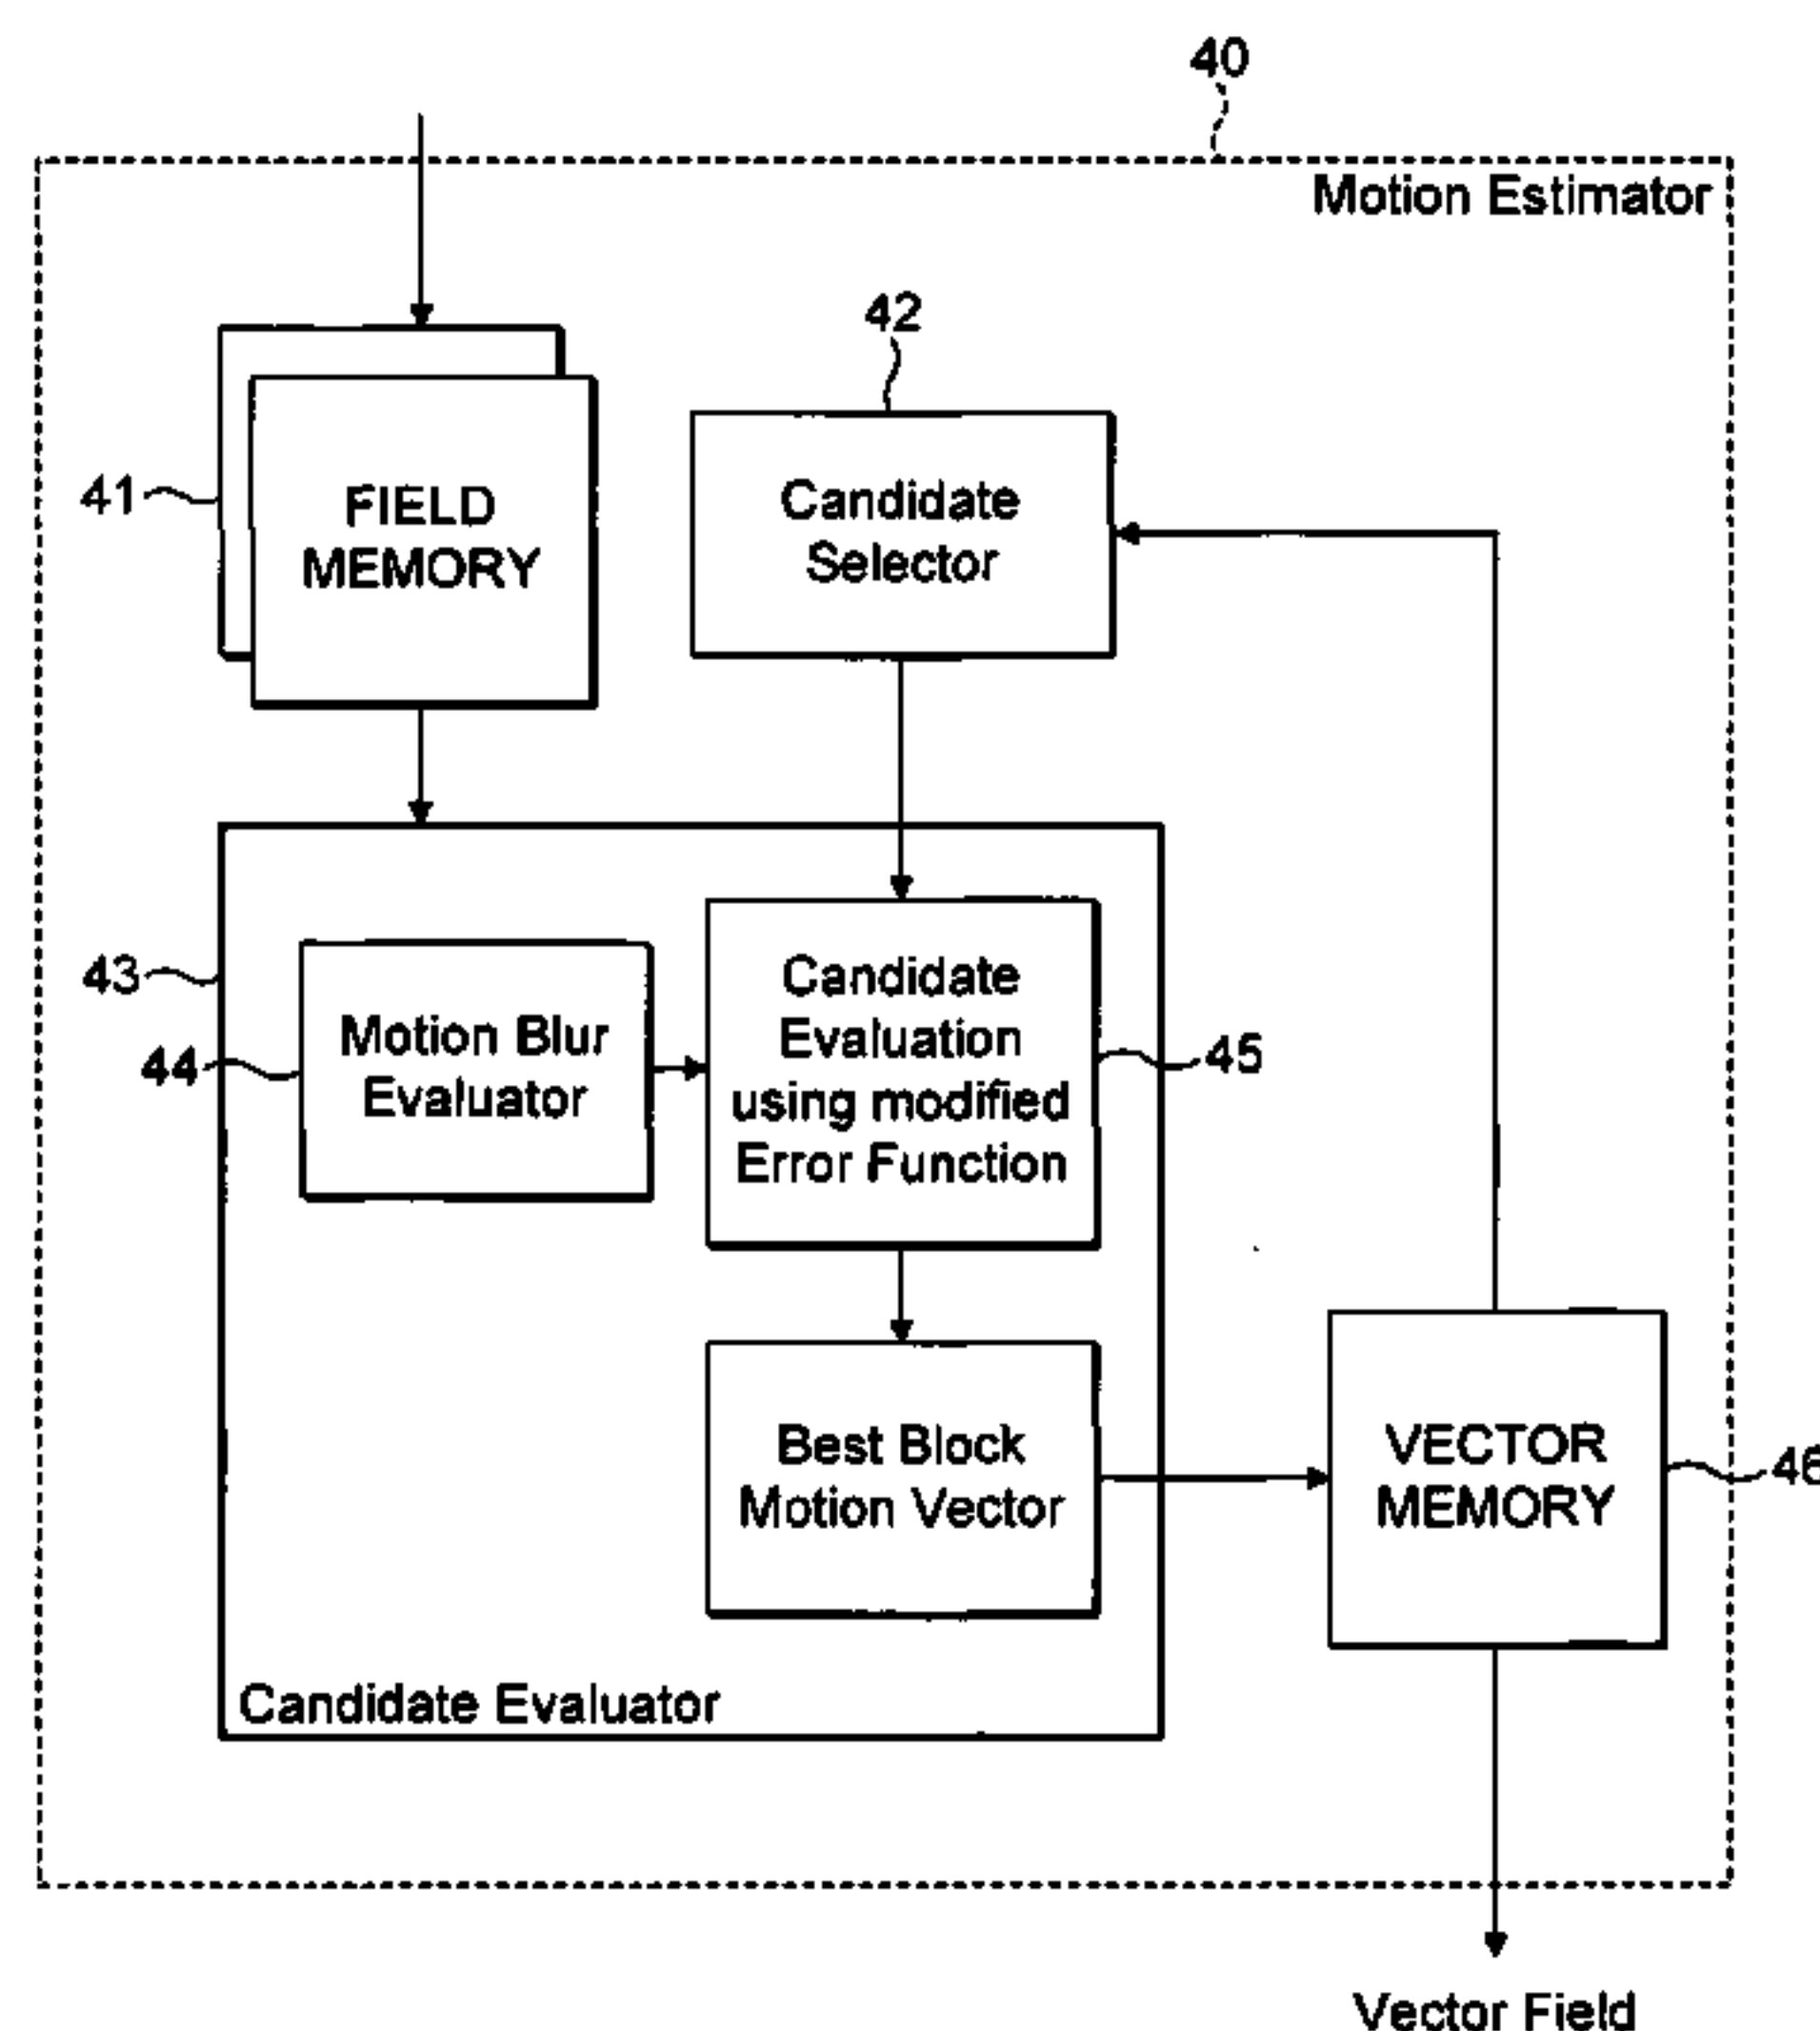 40
Motion Estimator
42
41
FIELD
MEMORY
Candidate
Selector
43
44
Motion Blur
Evaluator
Candidate
Evaluation
using modified
Error Function
45
Best Block
Motion Vector
VECTOR
MEMORY
46
Candidate Evaluator
Vector Field